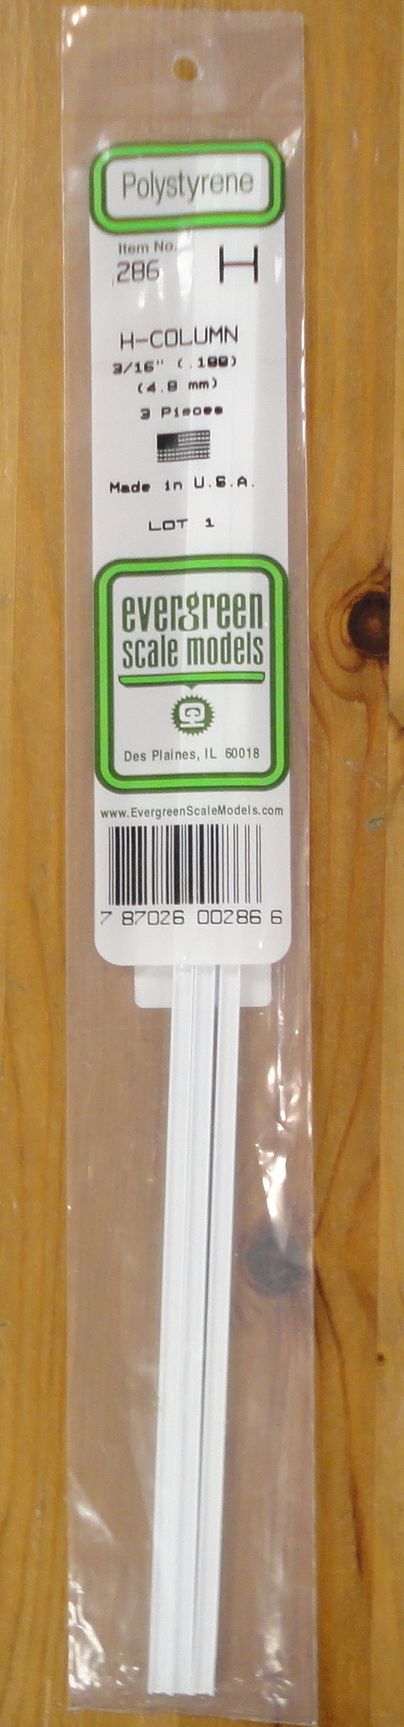 Polystyrene
Item No.
286 H
H-COLUMN
3/16" (.188)
(4.8 mm)
3 Pieces
Made in U.S.A.
LOT 1
evergreen
scale models
Des Plaines, IL 60018
www.EvergreenScaleModels.com
7 87026 00286 6